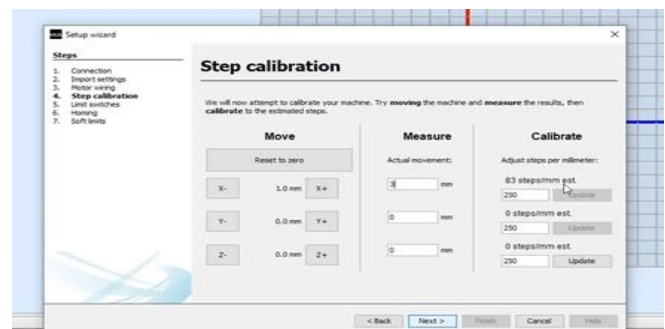 Setup wizard
Steps
1. Connection
2. Import settings
3. Motor wiring
4. Step calibration
5. Limit switches
6. Homing
7. Soft limits
Step calibration
We will now attempt to calibrate your machine. Try moving the machine and measure the results, then
calibrate to the estimated steps.
Move Measure Calibrate
Reset to zero Actual movement: Adjust steps per millimeter:
83 steps/mm est.
X- 1.0 mm X+ 3 mm 250 Update
0 steps/mm est.
Y- 0.0 mm Y+ 0 mm 250 Update
0 steps/mm est.
Z- 0.0 mm Z+ 0 mm 250 Update
< Back Next > Finish Cancel Help